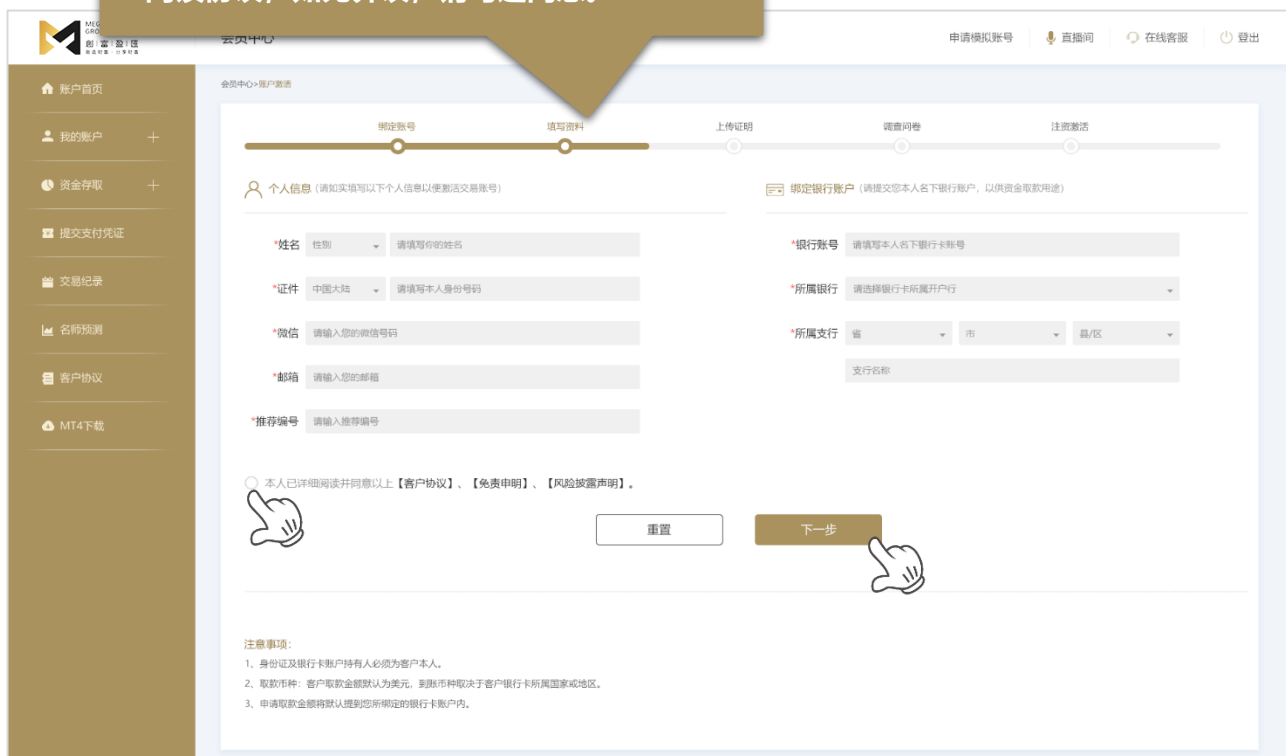 会员中心
創富盈匯
申请模拟账号 直播间 在线客服 登出
账户首页
我的账户
资金存取
提交支付凭证
交易纪录
名师预测
客户协议
MT4下载
会员中心>账户激活
绑定账号 填写资料 上传证明 调查问卷 注资激活
个人信息 (请如实填写以下个人信息以便激活交易账号)
*姓名 性别 请填写你的姓名
*证件 中国大陆 请填写本人身份号码
*微信 请输入您的微信号码
*邮箱 请输入您的邮箱
*推荐编号 请输入推荐编号
绑定银行账户 (请提交您本人名下银行账户, 以供资金取款用途)
*银行账号 请填写本人名下银行卡账号
*所属银行 请选择银行卡所属开户行
*所属支行 省 市 县/区
支行名称
本人已详细阅读并同意以上【客户协议】、【免责申明】、【风险披露声明】。
重置 下一步
注意事项:
1、身份证及银行卡账户持有人必须为客户本人。
2、取款币种: 客户取款金额默认为美元, 到账币种取决于客户银行卡所属国家或地区。
3、申请取款金额将默认提到您所绑定的银行卡账户内。